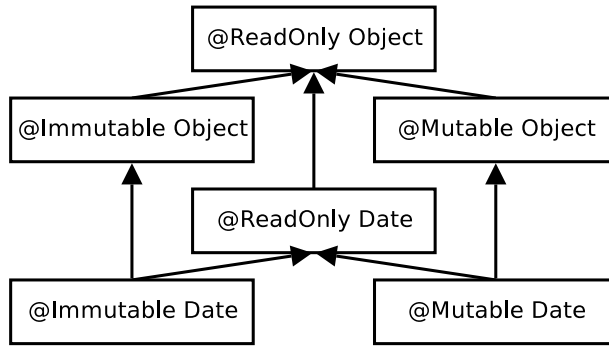 @ReadOnly Object
@Immutable Object
@Mutable Object
@ReadOnly Date
@Immutable Date
@Mutable Date